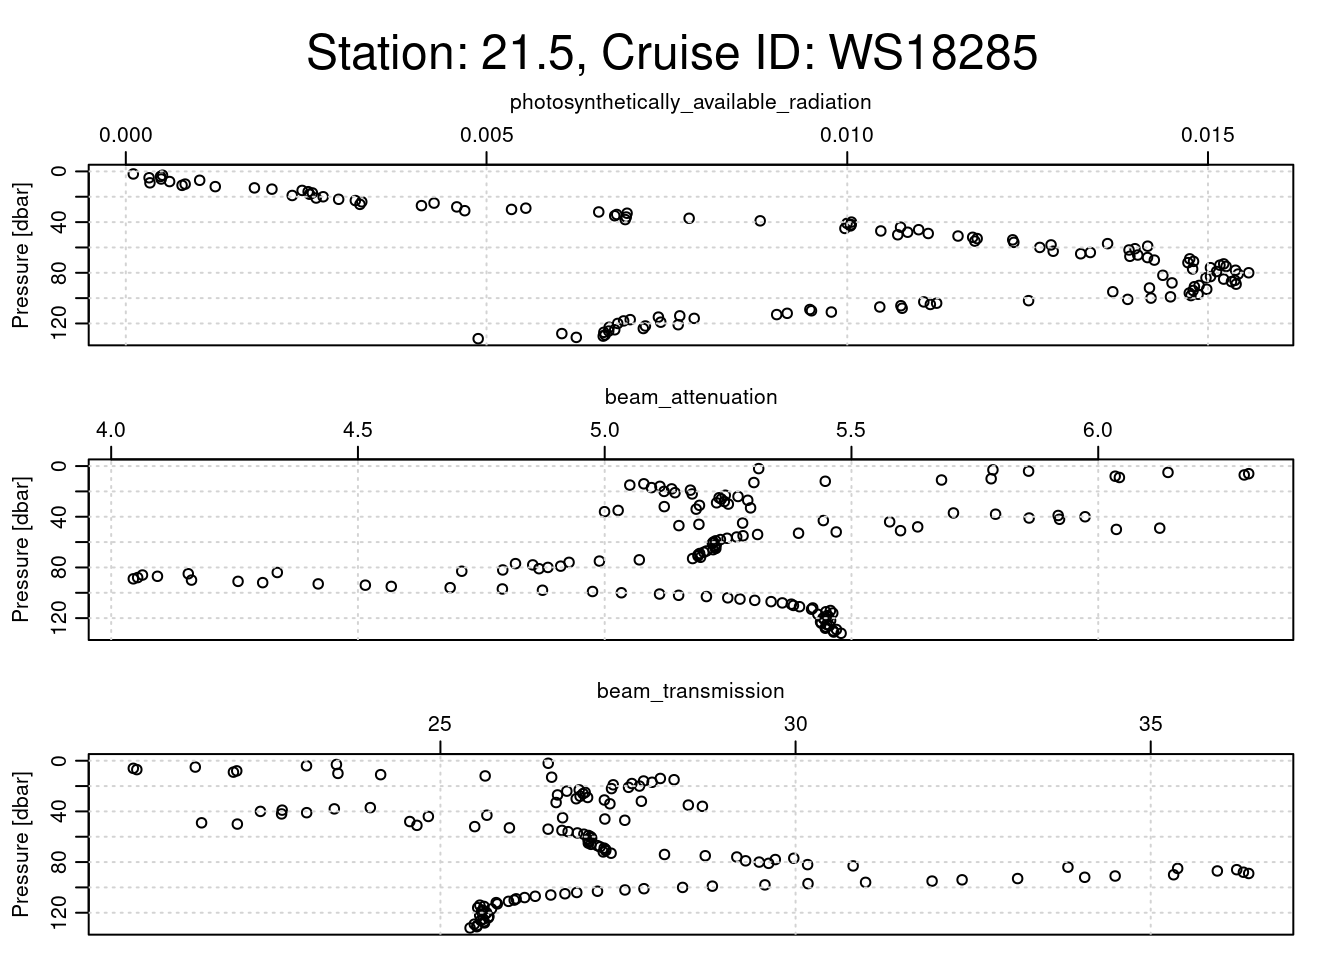 Station: 21.5, Cruise ID: WS18285
photosynthetically_available_radiation
0.000 0.005 0.010 0.015
Pressure [dbar]
0
40
80
120
beam_attenuation
4.0 4.5 5.0 5.5 6.0
Pressure [dbar]
0
40
80
120
beam_transmission
25 30 35
Pressure [dbar]
0
40
80
120